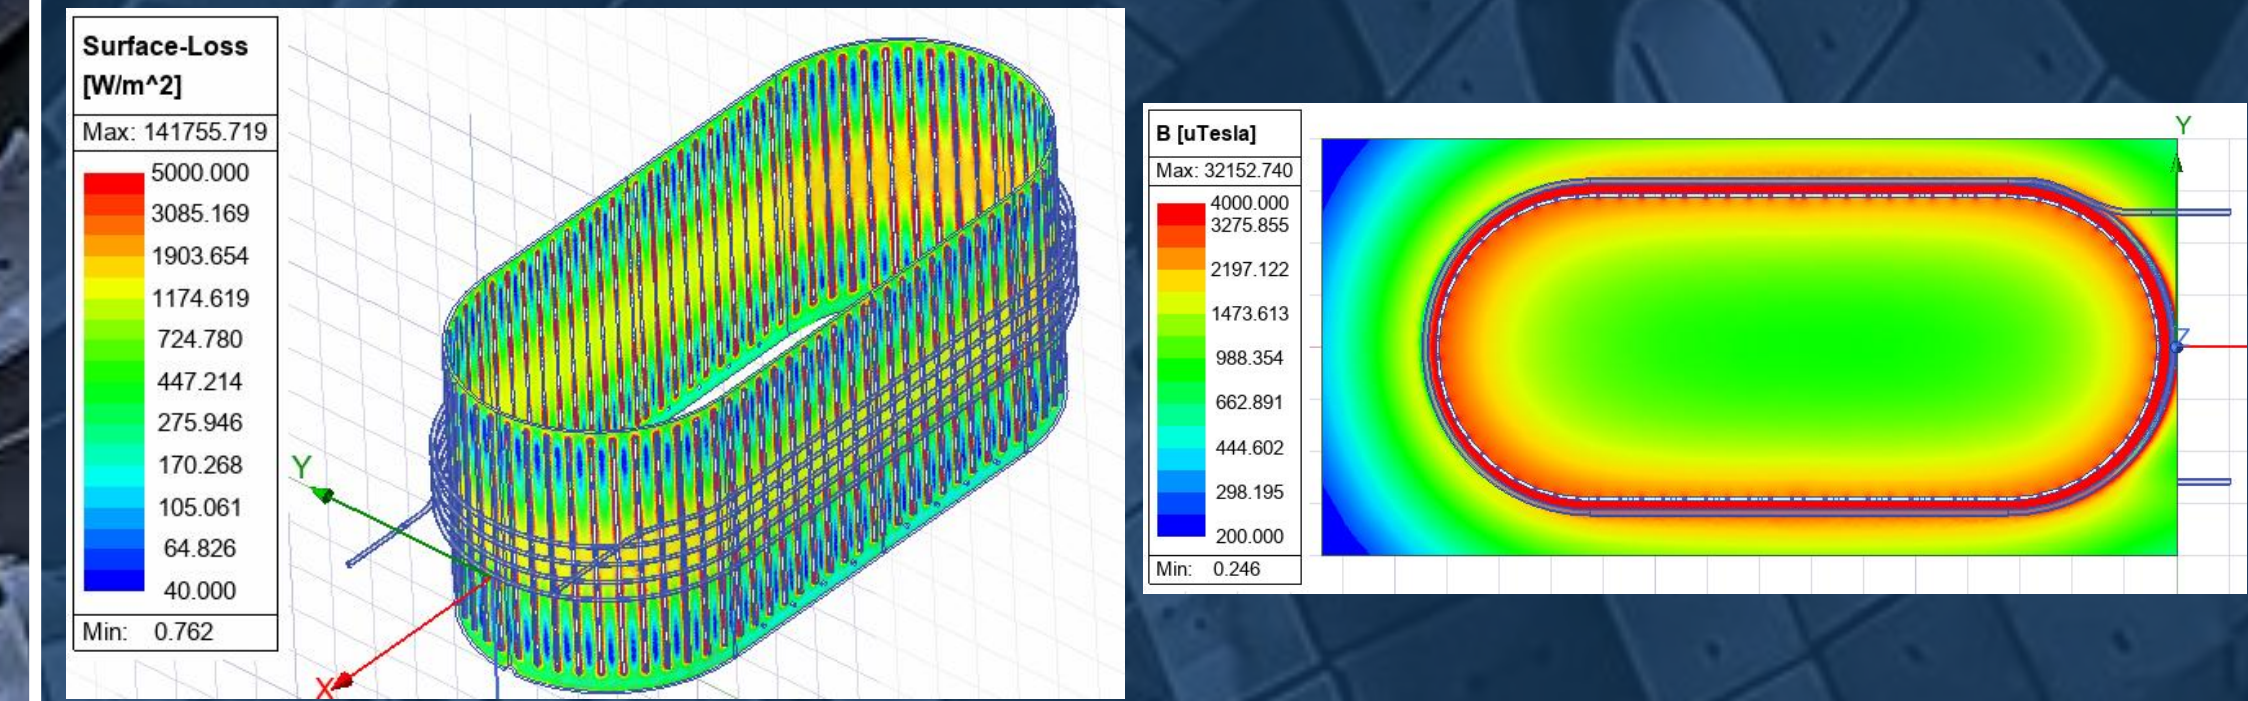 Surface-Loss
[W/m^2]
Max: 141755.719
5000.000
3085.169
1903.654
1174.619
724.780
447.214
275.946
170.268
105.061
64.826
40.000
Min: 0.762
Y
X
B [uTesla]
Max: 32152.740
4000.000
3275.855
2197.122
1473.613
988.354
662.891
444.602
298.195
200.000
Min: 0.246
Y
Z